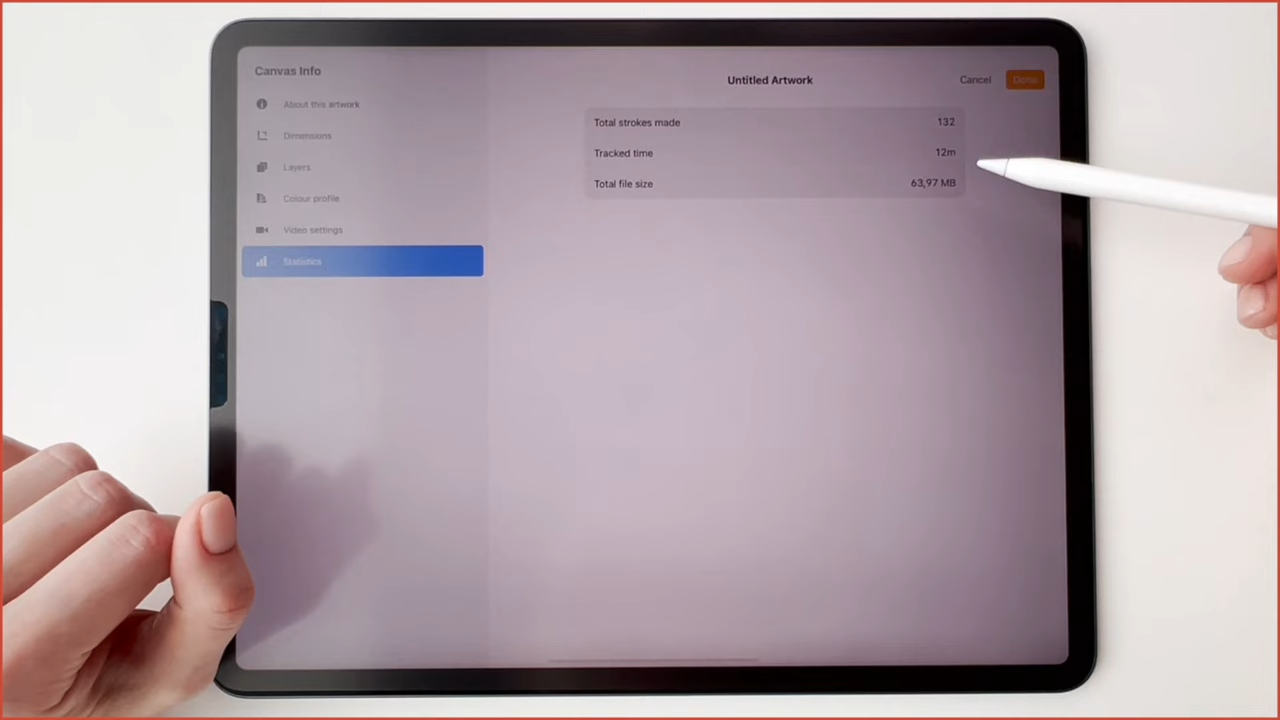 Canvas Info
About this artwork
Dimensions
Layers
Colour profile
Video settings
Statistics
Untitled Artwork
Cancel
Done
Total strokes made 132
Tracked time 12m
Total file size 63,97 MB